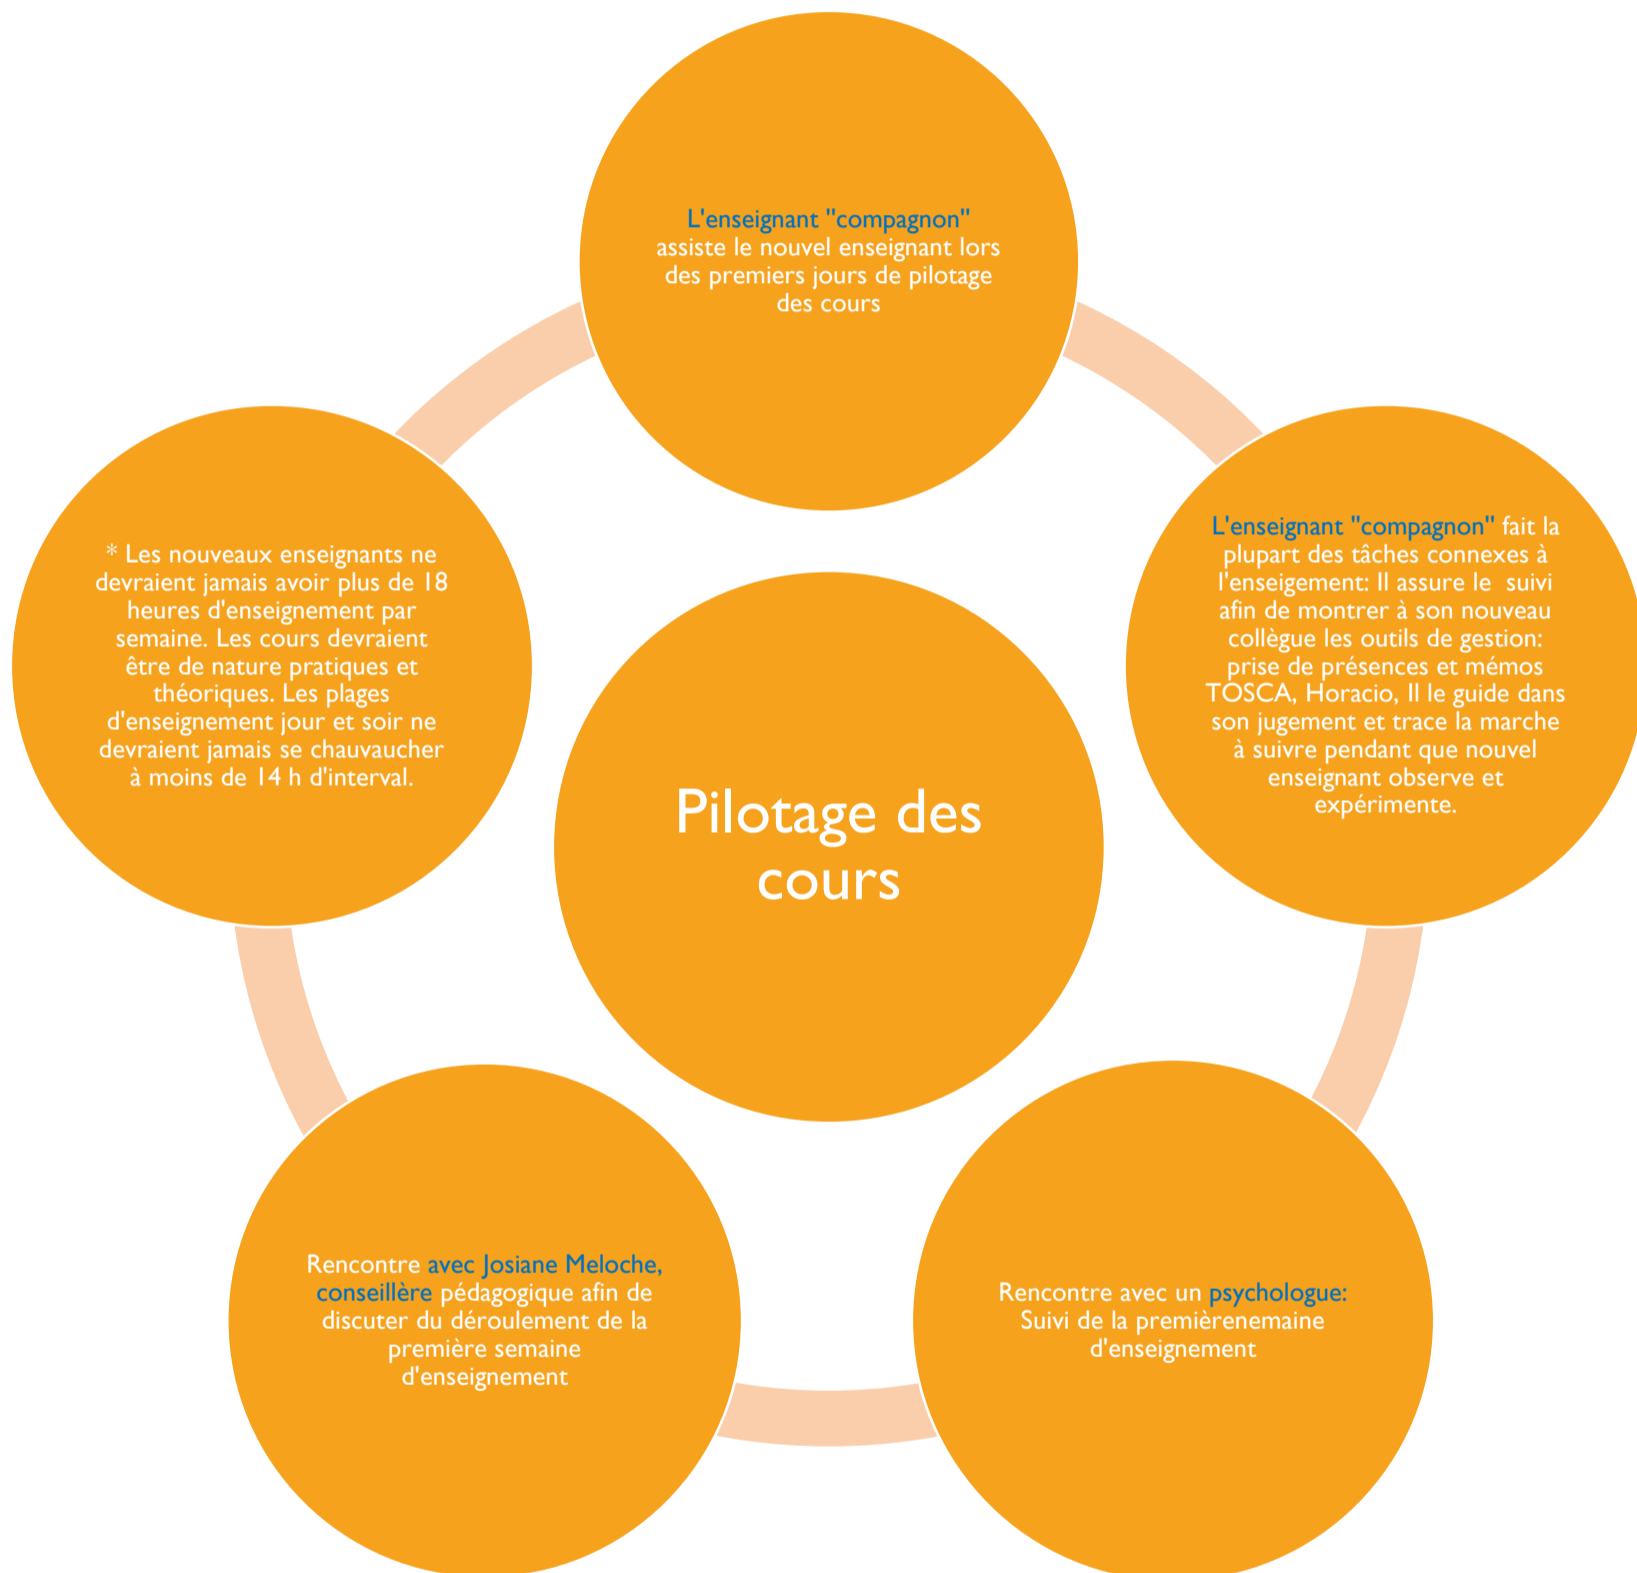 L'enseignant "compagnon"
assiste le nouvel enseignant lors
des premiers jours de pilotage
des cours
L'enseignant "compagnon" fait la
plupart des tâches connexes à
l'enseigement: Il assure le  suivi
afin de montrer à son nouveau
collègue les outils de gestion:
prise de présences et mémos
TOSCA, Horacio, Il le guide dans
son jugement et trace la marche
à suivre pendant que nouvel
enseignant observe et
expérimente.
Rencontre avec un psychologue:
Suivi de la premièrenemaine
d'enseignement
Rencontre avec Josiane Meloche,
conseillère pédagogique afin de
discuter du déroulement de la
première semaine
d'enseignement
* Les nouveaux enseignants ne
devraient jamais avoir plus de 18
heures d'enseignement par
semaine. Les cours devraient
être de nature pratiques et
théoriques. Les plages
d'enseignement jour et soir ne
devraient jamais se chauvaucher
à moins de 14 h d'interval.
Pilotage des
cours